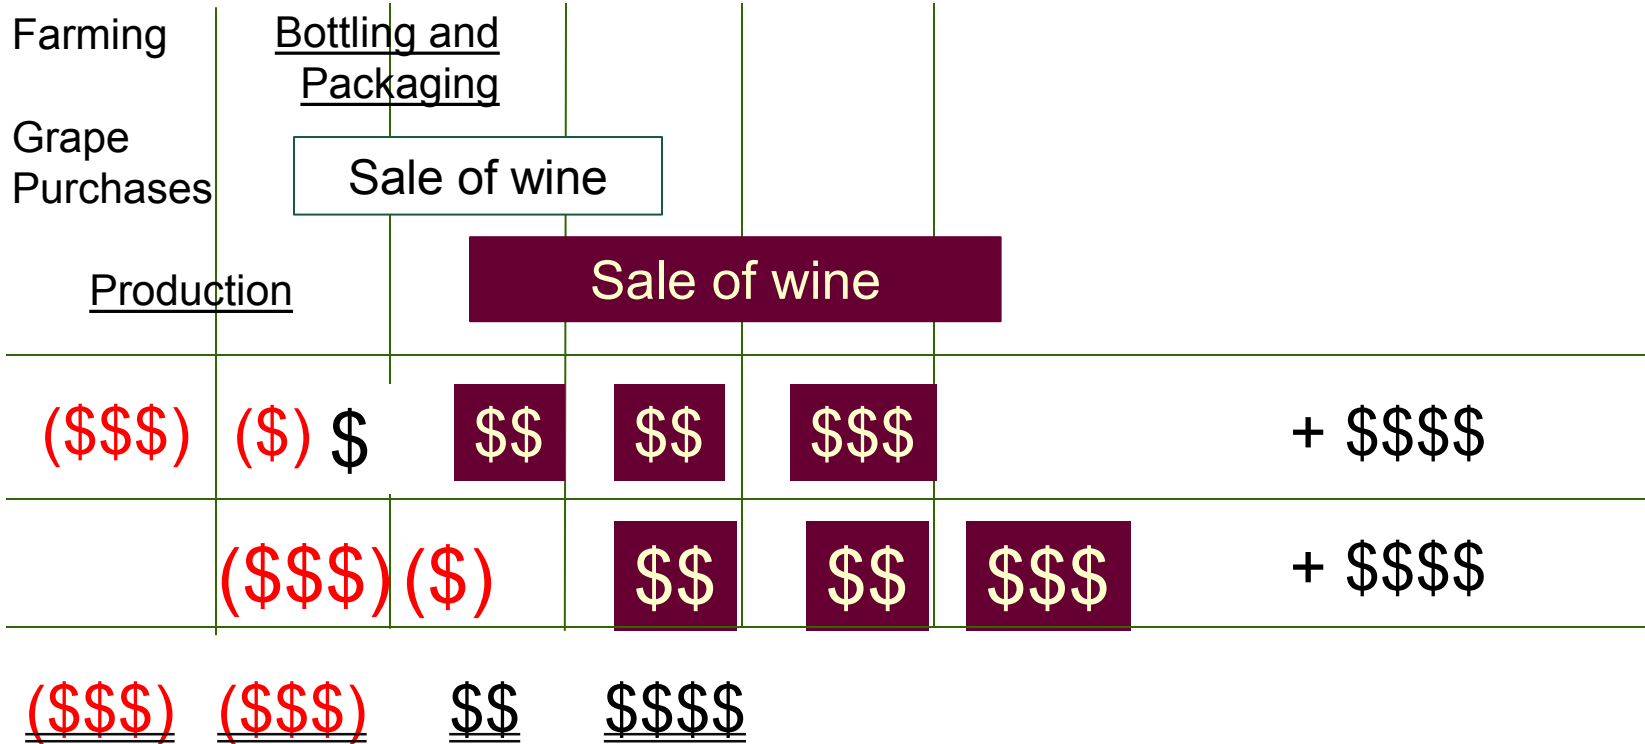 Farming
Bottling and
Packaging
Grape
Purchases
Sale of wine
Sale of wine
Production
($$$) ($) $ $$ $$ $$$ + $$$$
($$$) ($) $$ $$ $$$ + $$$$
($$$) ($$$) $$ $$$$